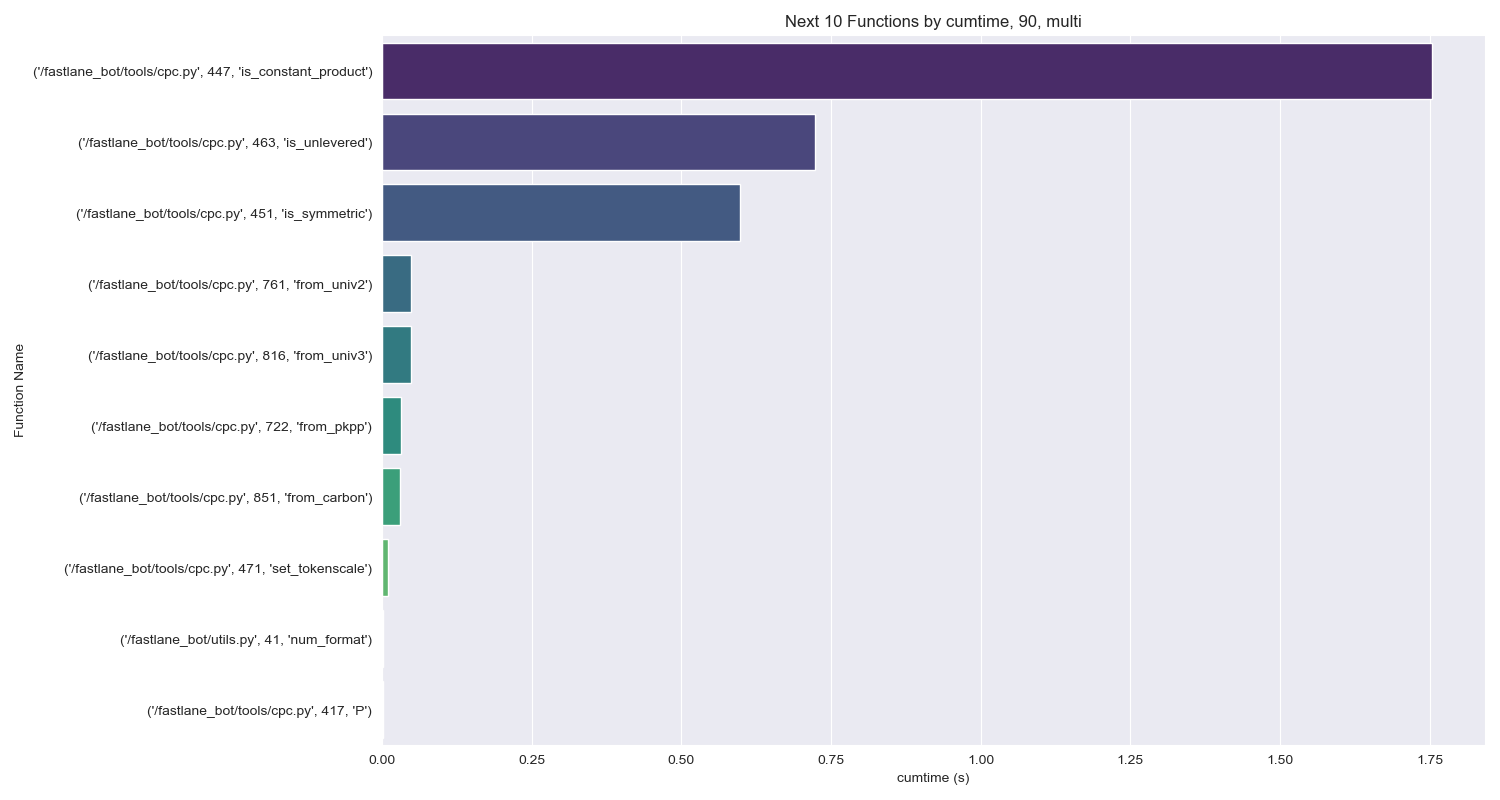 Next 10 Functions by cumtime, 90, multi
('/fastlane_bot/tools/cpc.py', 447, 'is_constant_product')
('/fastlane_bot/tools/cpc.py', 463, 'is_unlevered')
('/fastlane_bot/tools/cpc.py', 451, 'is_symmetric')
('/fastlane_bot/tools/cpc.py', 761, 'from_univ2')
('/fastlane_bot/tools/cpc.py', 816, 'from_univ3')
('/fastlane_bot/tools/cpc.py', 722, 'from_pkpp')
('/fastlane_bot/tools/cpc.py', 851, 'from_carbon')
('/fastlane_bot/tools/cpc.py', 471, 'set_tokenscale')
('/fastlane_bot/utils.py', 41, 'num_format')
('/fastlane_bot/tools/cpc.py', 417, 'P')
Function Name
0.00 0.25 0.50 0.75 1.00 1.25 1.50 1.75
cumtime (s)